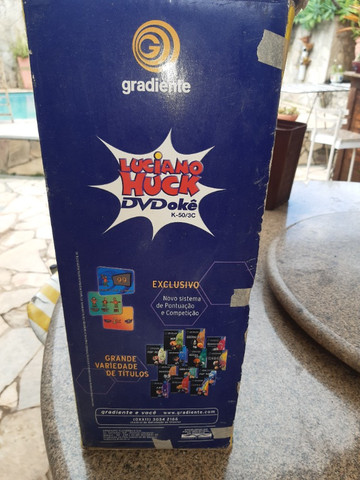 gradiente
LUCIANO
HUCK
DVDokê
K-50/3C
EXCLUSIVO
Novo sistema
de Pontuação
e Competição
GRANDE
VARIEDADE
DE TÍTULOS
gradiente e você www.gradiente.com